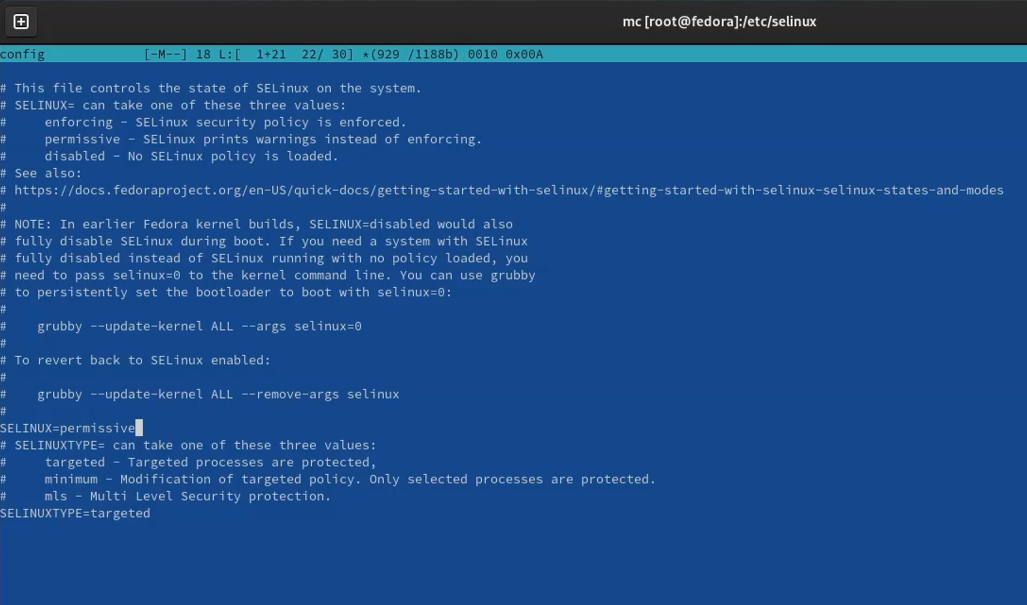 mc [root@fedora]:/etc/selinux
config [-M--] 18 L:[ 1+21 22/ 30] *(929 /1188b) 0010 0x00A
# This file controls the state of SELinux on the system.
# SELINUX= can take one of these three values:
# enforcing - SELinux security policy is enforced.
# permissive - SELinux prints warnings instead of enforcing.
# disabled - No SELinux policy is loaded.
# See also:
# https://docs.fedoraproject.org/en-US/quick-docs/getting-started-with-selinux/#getting-started-with-selinux-selinux-states-and-modes
#
# NOTE: In earlier Fedora kernel builds, SELINUX=disabled would also
# fully disable SELinux during boot. If you need a system with SELinux
# fully disabled instead of SELinux running with no policy loaded, you
# need to pass selinux=0 to the kernel command line. You can use grubby
# to persistently set the bootloader to boot with selinux=0:
#
# grubby --update-kernel ALL --args selinux=0
#
# To revert back to SELinux enabled:
#
# grubby --update-kernel ALL --remove-args selinux
#
SELINUX=permissive
# SELINUXTYPE= can take one of these three values:
# targeted - Targeted processes are protected,
# minimum - Modification of targeted policy. Only selected processes are protected.
# mls - Multi Level Security protection.
SELINUXTYPE=targeted